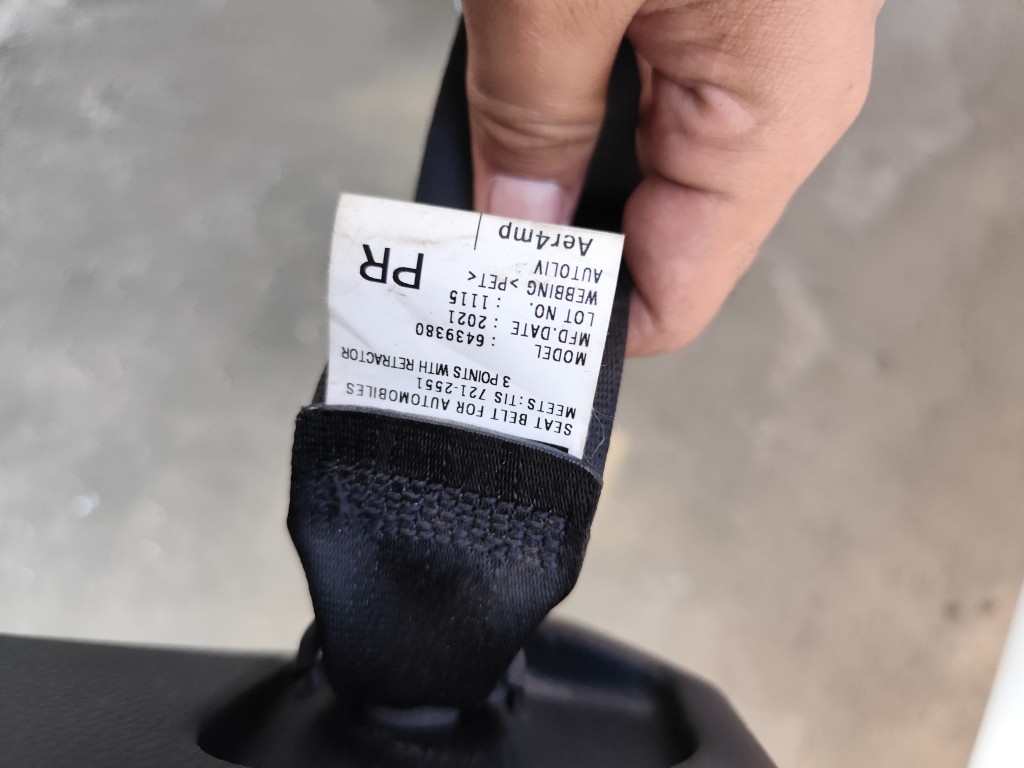 SEAT BELT FOR AUTOMOBILES
MEETS: TIS 721-2551
3 POINTS WITH RETRACTOR
MODEL : 6439380
MFD.DATE : 2021
LOT NO. : 1115
WEBBING >PET<
AUTOLIV
PR
Aer4mp